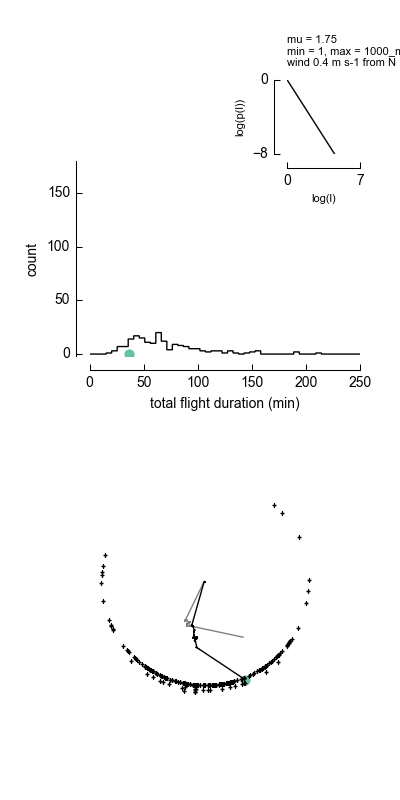 mu = 1.75
min = 1, max = 1000
wind 0.4 m s-1 from N
0
log(p(l))
−8
0
7
log(l)
150
100
50
0
count
0
50
100
150
200
250
total flight duration (min)